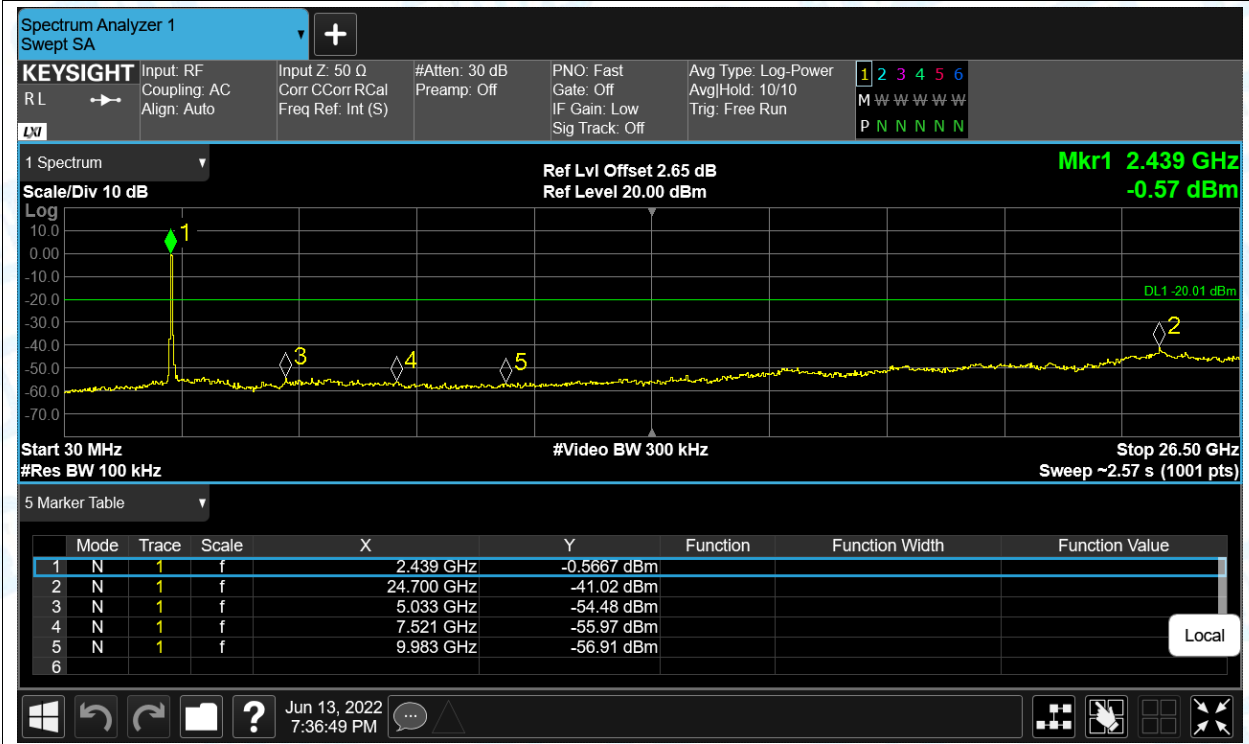 Spectrum Analyzer 1
Swept SA
+
KEYSIGHT
R L
LXI
Input: RF
Coupling: AC
Align: Auto
Input Z: 50 Ω
Corr CCorr RCal
Freq Ref: Int (S)
#Atten: 30 dB
Preamp: Off
PNO: Fast
Gate: Off
IF Gain: Low
Sig Track: Off
Avg Type: Log-Power
Avg|Hold: 10/10
Trig: Free Run
1 2 3 4 5 6
M W W W W W
P N N N N N
1 Spectrum
Scale/Div 10 dB
Ref Lvl Offset 2.65 dB
Ref Level 20.00 dBm
Mkr1 2.439 GHz
-0.57 dBm
Log
10.0
0.00
-10.0
-20.0
-30.0
-40.0
-50.0
-60.0
-70.0
1
DL1 -20.01 dBm
2
3
4
5
Start 30 MHz
#Res BW 100 kHz
#Video BW 300 kHz
Stop 26.50 GHz
Sweep ~2.57 s (1001 pts)
5 Marker Table
Mode Trace Scale X Y Function Function Width Function Value
1 N 1 f 2.439 GHz -0.5667 dBm
2 N 1 f 24.700 GHz -41.02 dBm
3 N 1 f 5.033 GHz -54.48 dBm
4 N 1 f 7.521 GHz -55.97 dBm
5 N 1 f 9.983 GHz -56.91 dBm
6
Local
?
Jun 13, 2022
7:36:49 PM